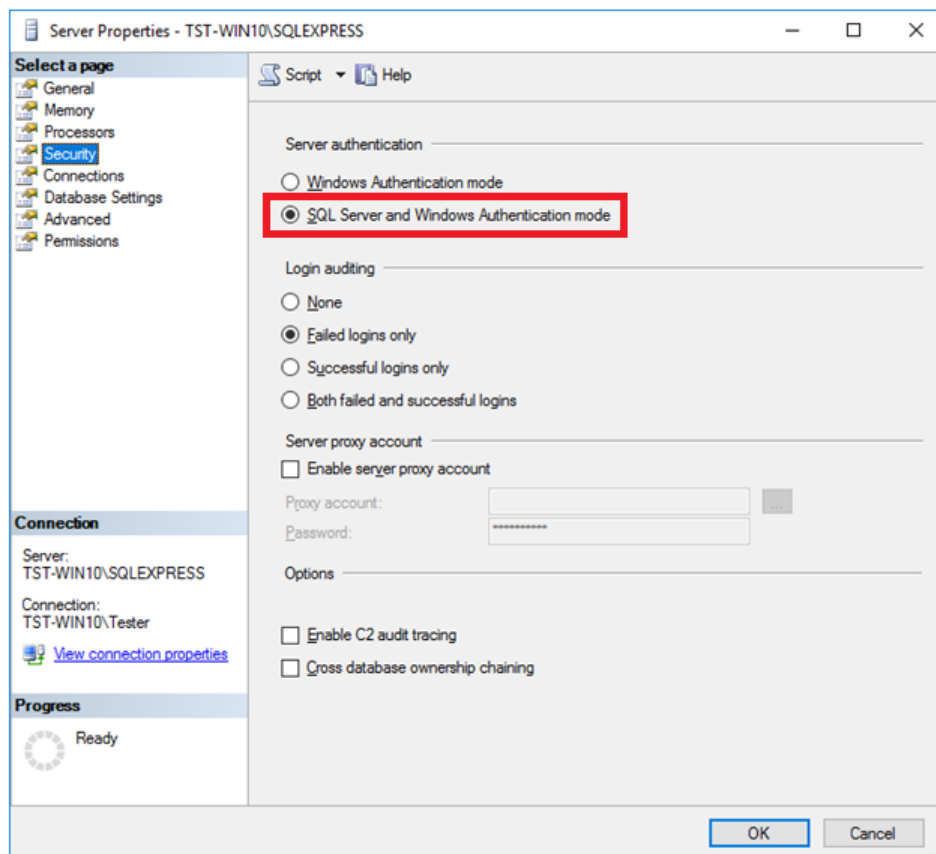 Server Properties - TST-WIN10\SQLEXPRESS
Select a page
General
Memory
Processors
Security
Connections
Database Settings
Advanced
Permissions
Connection
Server:
TST-WIN10\SQLEXPRESS
Connection:
TST-WIN10\Tester
View connection properties
Progress
Ready
Script
Help
Server authentication
Windows Authentication mode
SQL Server and Windows Authentication mode
Login auditing
None
Failed logins only
Successful logins only
Both failed and successful logins
Server proxy account
Enable server proxy account
Proxy account:
...
Password:
**********
Options
Enable C2 audit tracing
Cross database ownership chaining
OK
Cancel